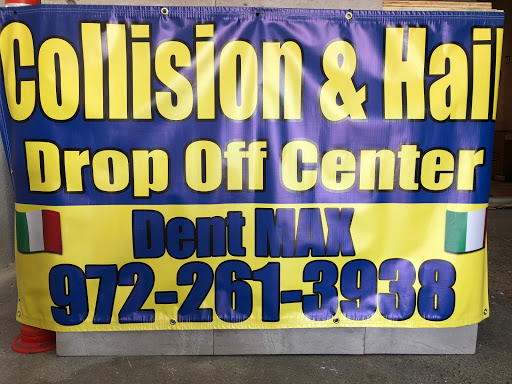 Collision & Hail
Drop Off Center
Dent MAX
972-261-3938